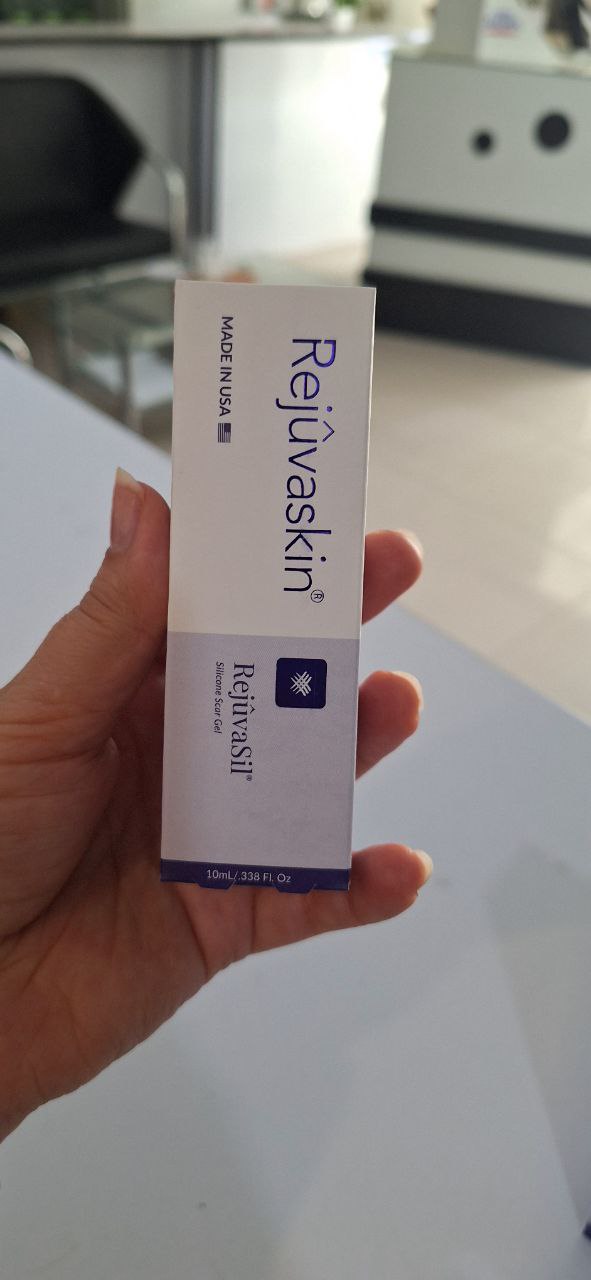 Rejûvaskin®
MADE IN USA
RejûvaSil®
Silicone Scar Gel
10mL/.338 Fl. Oz